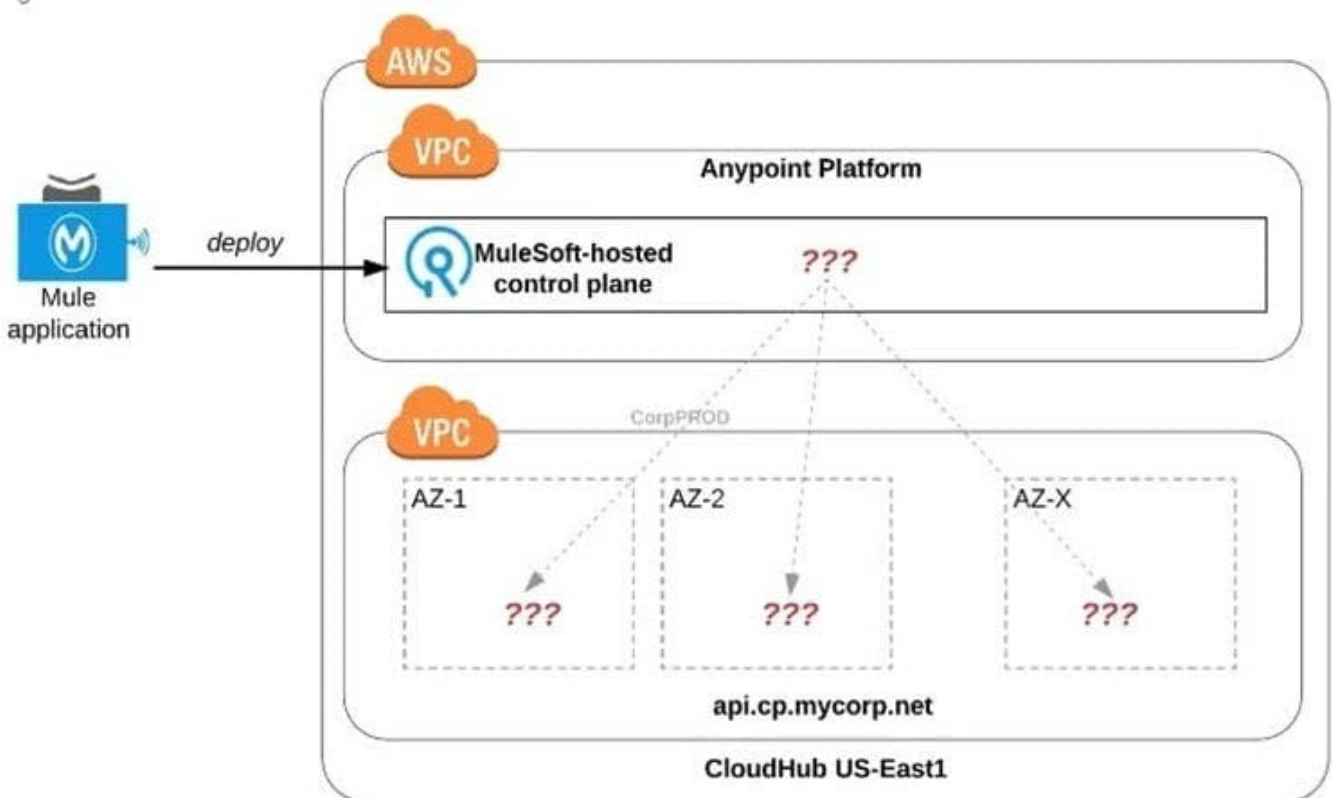 AWS
VPC
Anypoint Platform
deploy
MuleSoft-hosted
control plane
???
Mule
application
CorpPROD
VPC
AZ-1
AZ-2
AZ-X
???
???
???
api.cp.mycorp.net
CloudHub US-East1